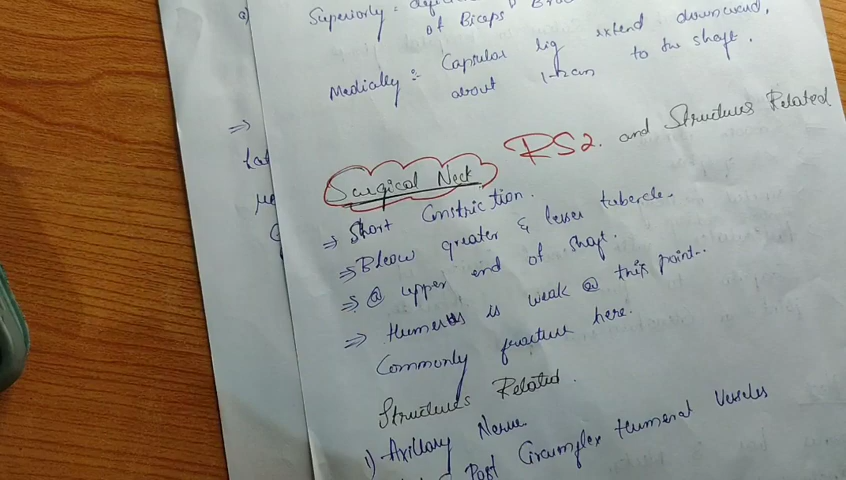 a)
Superiorly =
of Biceps
Medially :- Capsular lig extend downward,
about 1-2cm to the shaft.
⇒
Surgical Neck RS2. and Structures Related
⇒ Short Constriction.
⇒ Blow greater & lesser tubercle.
⇒ @ upper end of shaft.
⇒ Humerus is weak @ this point..
Commonly fracture here.
Structures Related.
1) Axillary Nerve
Post Circumflex Humeral Vessles